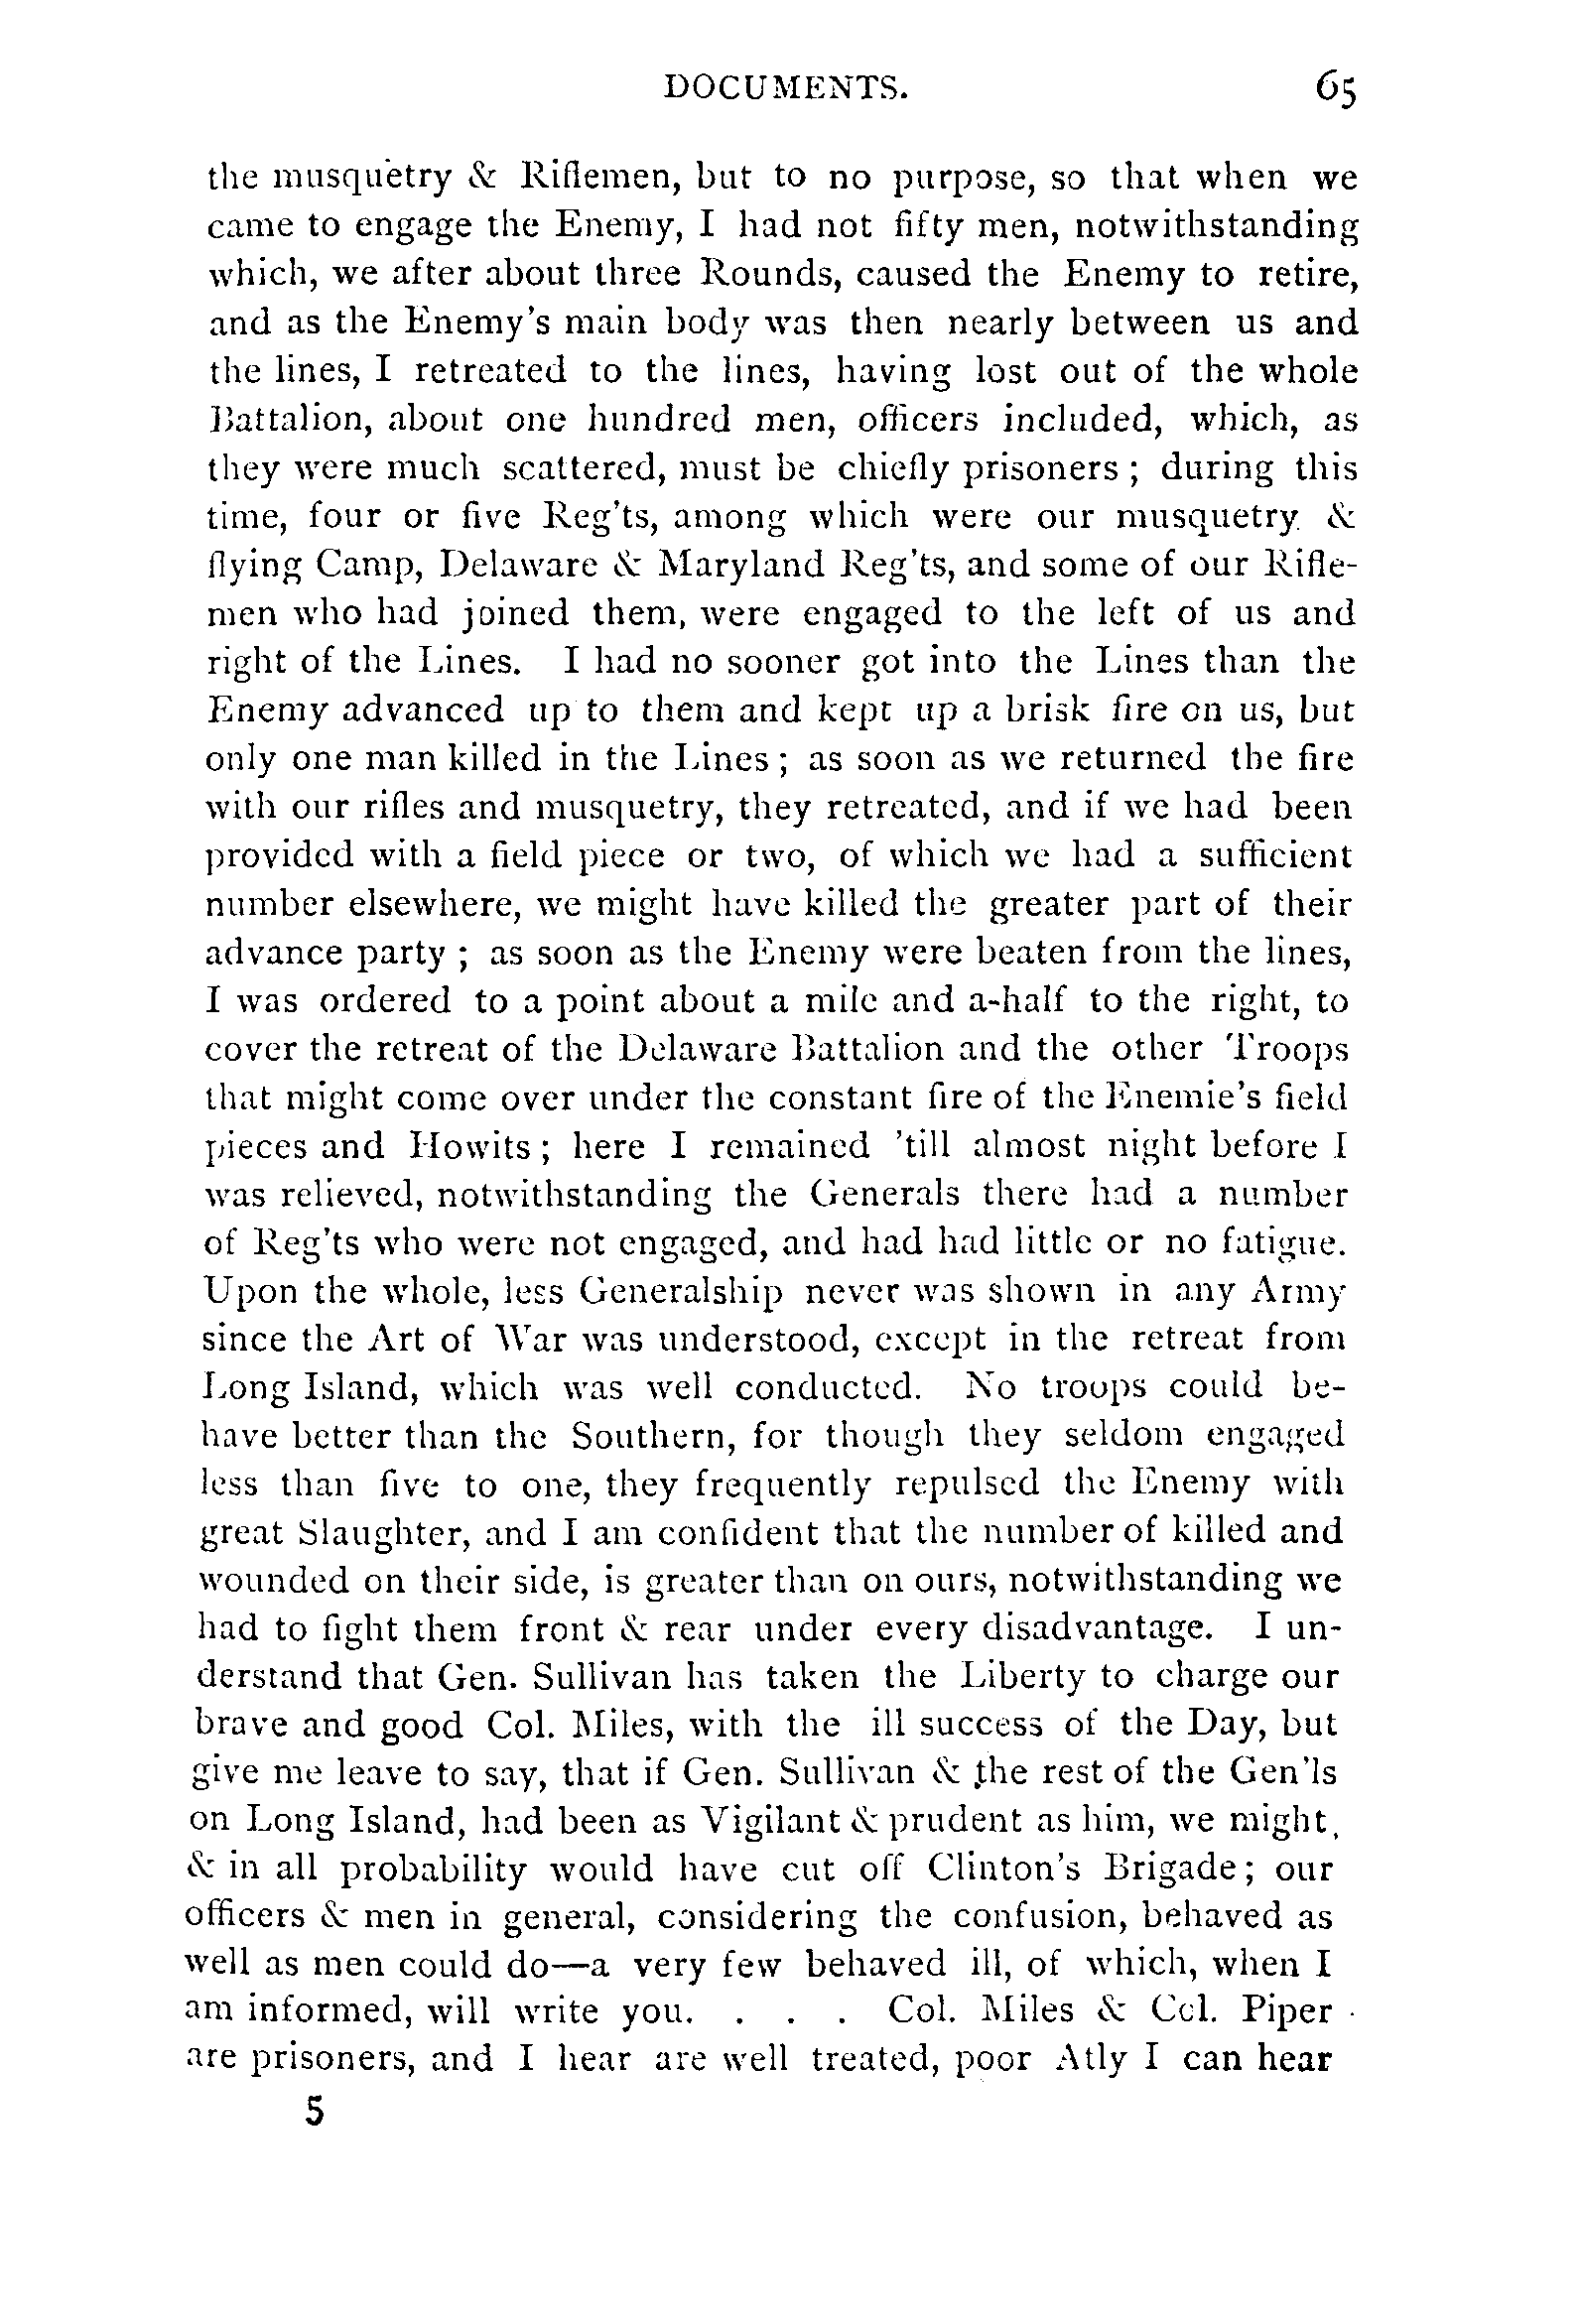 DOCUMENTS. 65
the musquetry & Riflemen, but to no purpose, so that when we
came to engage the Enemy, I had not fifty men, notwithstanding
which, we after about three Rounds, caused the Enemy to retire,
and as the Enemy's main body was then nearly between us and
the lines, I retreated to the lines, having lost out of the whole
Battalion, about one hundred men, officers included, which, as
they were much scattered, must be chiefly prisoners; during this
time, four or five Reg'ts, among which were our musquetry &
flying Camp, Delaware & Maryland Reg'ts, and some of our Rifle-
men who had joined them, were engaged to the left of us and
right of the Lines. I had no sooner got into the Lines than the
Enemy advanced up to them and kept up a brisk fire on us, but
only one man killed in the Lines; as soon as we returned the fire
with our rifles and musquetry, they retreated, and if we had been
provided with a field piece or two, of which we had a sufficient
number elsewhere, we might have killed the greater part of their
advance party; as soon as the Enemy were beaten from the lines,
I was ordered to a point about a mile and a-half to the right, to
cover the retreat of the Delaware Battalion and the other Troops
that might come over under the constant fire of the Enemie's field
pieces and Howits; here I remained 'till almost night before I
was relieved, notwithstanding the Generals there had a number
of Reg'ts who were not engaged, and had had little or no fatigue.
Upon the whole, less Generalship never was shown in any Army
since the Art of War was understood, except in the retreat from
Long Island, which was well conducted. No troops could be-
have better than the Southern, for though they seldom engaged
less than five to one, they frequently repulsed the Enemy with
great Slaughter, and I am confident that the number of killed and
wounded on their side, is greater than on ours, notwithstanding we
had to fight them front & rear under every disadvantage. I un-
derstand that Gen. Sullivan has taken the Liberty to charge our
brave and good Col. Miles, with the ill success of the Day, but
give me leave to say, that if Gen. Sullivan & the rest of the Gen'ls
on Long Island, had been as Vigilant & prudent as him, we might,
& in all probability would have cut off Clinton's Brigade; our
officers & men in general, considering the confusion, behaved as
well as men could do—a very few behaved ill, of which, when I
am informed, will write you. . . . Col. Miles & Col. Piper
are prisoners, and I hear are well treated, poor Atly I can hear
5